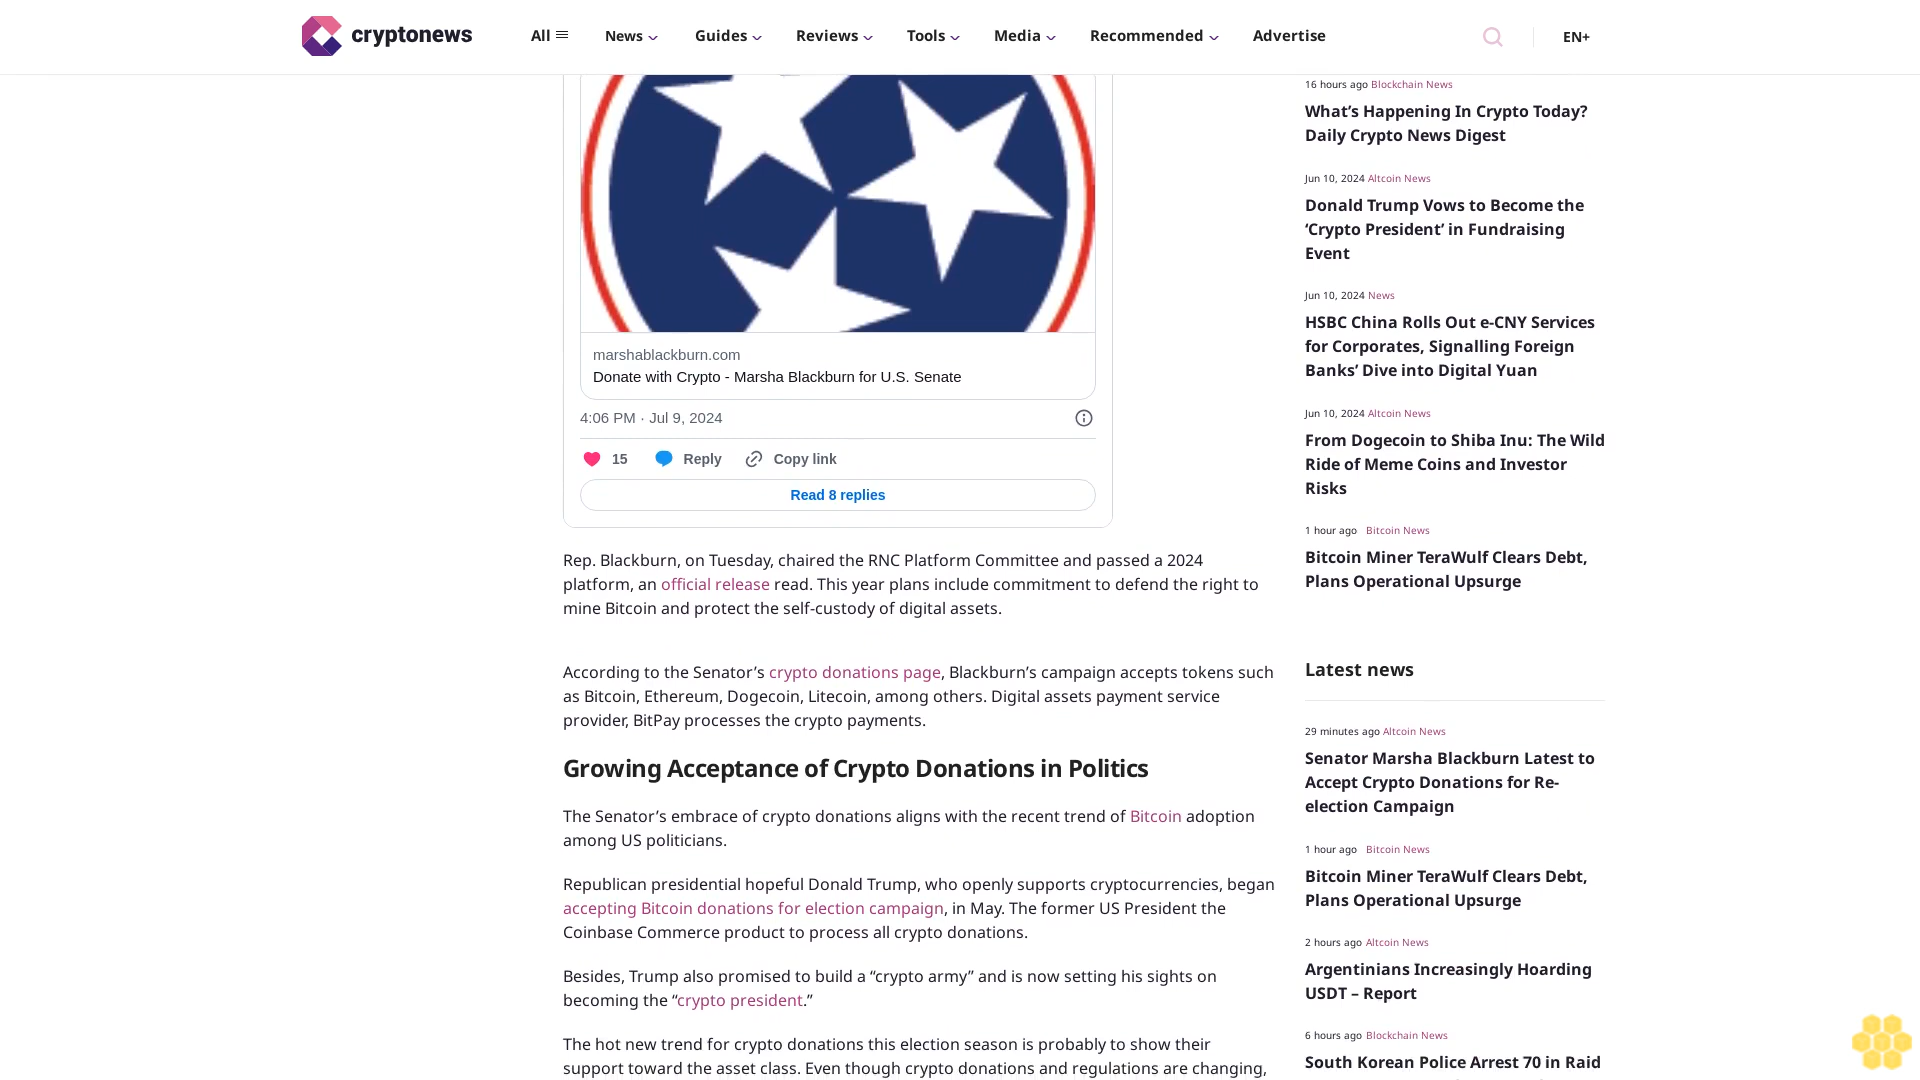 cryptonews
All
News
Guides
Reviews
Tools
Media
Recommended
Advertise
EN+
marshablackburn.com
Donate with Crypto - Marsha Blackburn for U.S. Senate
4:06 PM · Jul 9, 2024
15
Reply
Copy link
Read 8 replies
Rep. Blackburn, on Tuesday, chaired the RNC Platform Committee and passed a 2024
platform, an official release read. This year plans include commitment to defend the right to
mine Bitcoin and protect the self-custody of digital assets.
According to the Senator’s crypto donations page, Blackburn’s campaign accepts tokens such
as Bitcoin, Ethereum, Dogecoin, Litecoin, among others. Digital assets payment service
provider, BitPay processes the crypto payments.
Growing Acceptance of Crypto Donations in Politics
The Senator’s embrace of crypto donations aligns with the recent trend of Bitcoin adoption
among US politicians.
Republican presidential hopeful Donald Trump, who openly supports cryptocurrencies, began
accepting Bitcoin donations for election campaign, in May. The former US President the
Coinbase Commerce product to process all crypto donations.
Besides, Trump also promised to build a “crypto army” and is now setting his sights on
becoming the “crypto president.”
The hot new trend for crypto donations this election season is probably to show their
support toward the asset class. Even though crypto donations and regulations are changing,
16 hours ago Blockchain News
What’s Happening In Crypto Today?
Daily Crypto News Digest
Jun 10, 2024 Altcoin News
Donald Trump Vows to Become the
‘Crypto President’ in Fundraising
Event
Jun 10, 2024 News
HSBC China Rolls Out e-CNY Services
for Corporates, Signalling Foreign
Banks’ Dive into Digital Yuan
Jun 10, 2024 Altcoin News
From Dogecoin to Shiba Inu: The Wild
Ride of Meme Coins and Investor
Risks
1 hour ago Bitcoin News
Bitcoin Miner TeraWulf Clears Debt,
Plans Operational Upsurge
Latest news
29 minutes ago Altcoin News
Senator Marsha Blackburn Latest to
Accept Crypto Donations for Re-
election Campaign
1 hour ago Bitcoin News
Bitcoin Miner TeraWulf Clears Debt,
Plans Operational Upsurge
2 hours ago Altcoin News
Argentinians Increasingly Hoarding
USDT – Report
6 hours ago Blockchain News
South Korean Police Arrest 70 in Raid